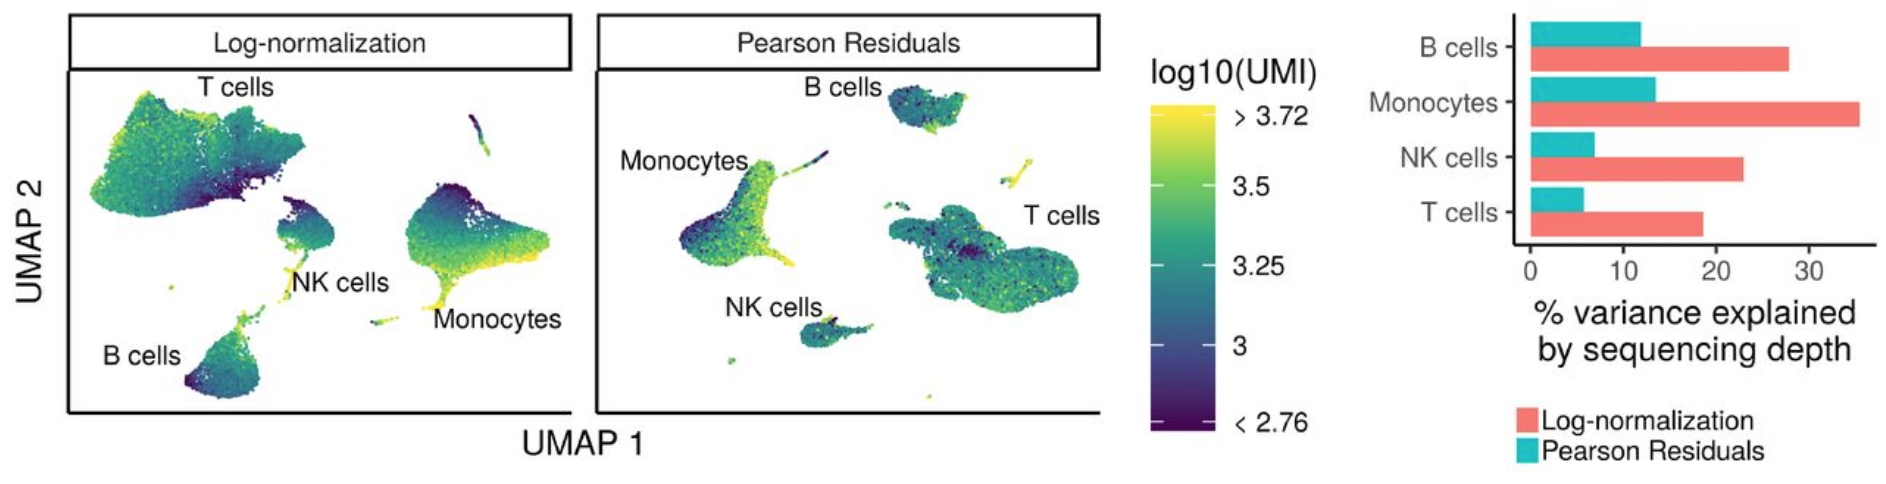 Log-normalization
Pearson Residuals
T cells
NK cells
Monocytes
B cells
B cells
Monocytes
T cells
NK cells
UMAP 2
UMAP 1
log10(UMI)
> 3.72
3.5
3.25
3
< 2.76
B cells
Monocytes
NK cells
T cells
0 10 20 30
% variance explained
by sequencing depth
Log-normalization
Pearson Residuals